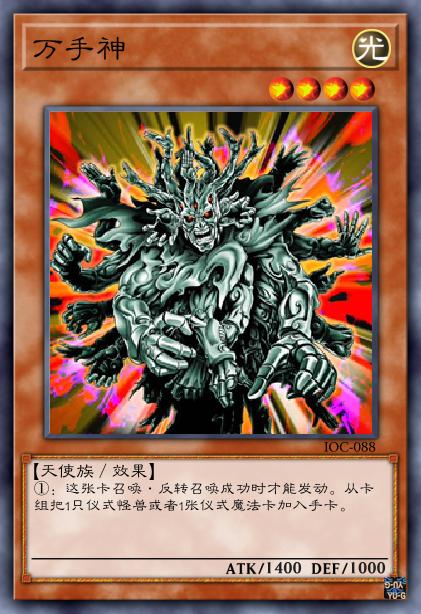 万手神
光
IOC-088
【天使族／效果】
①：这张卡召唤·反转召唤成功时才能发动。从卡
组把1只仪式怪兽或者1张仪式魔法卡加入手卡。
ATK/1400 DEF/1000